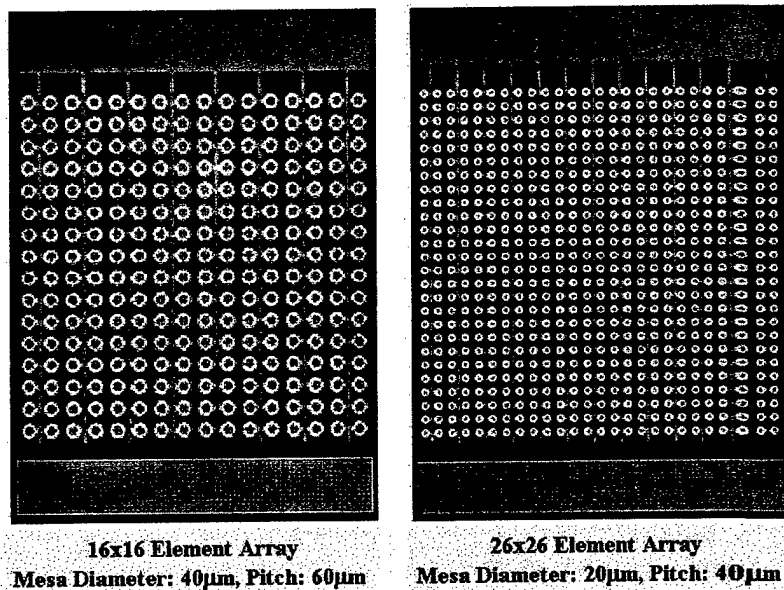 16x16 Element Array
Mesa Diameter: 40µm, Pitch: 60µm
26x26 Element Array
Mesa Diameter: 20µm, Pitch: 40µm